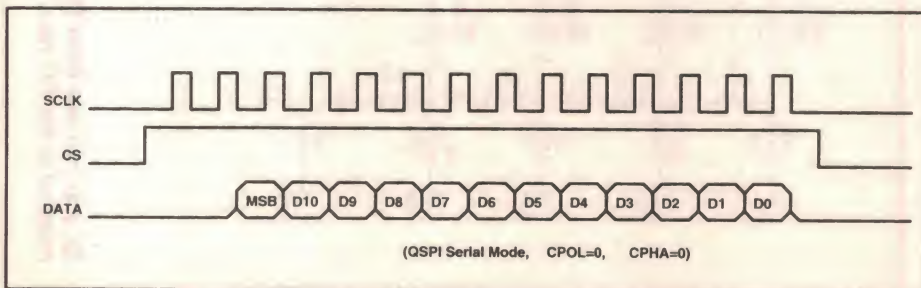 SCLK
CS
DATA
MSB D10 D9 D8 D7 D6 D5 D4 D3 D2 D1 D0
(QSPI Serial Mode, CPOL=0, CPHA=0)